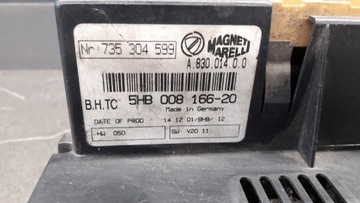 Nr: 735 304 599
MAGNETI
MARELLI
A.830.014.0.0
B.H.TC 5HB 008 166-20
Made in Germany
DATE OF PROD 14 12 01/8HB/ I2
HW 050
SW V20 11